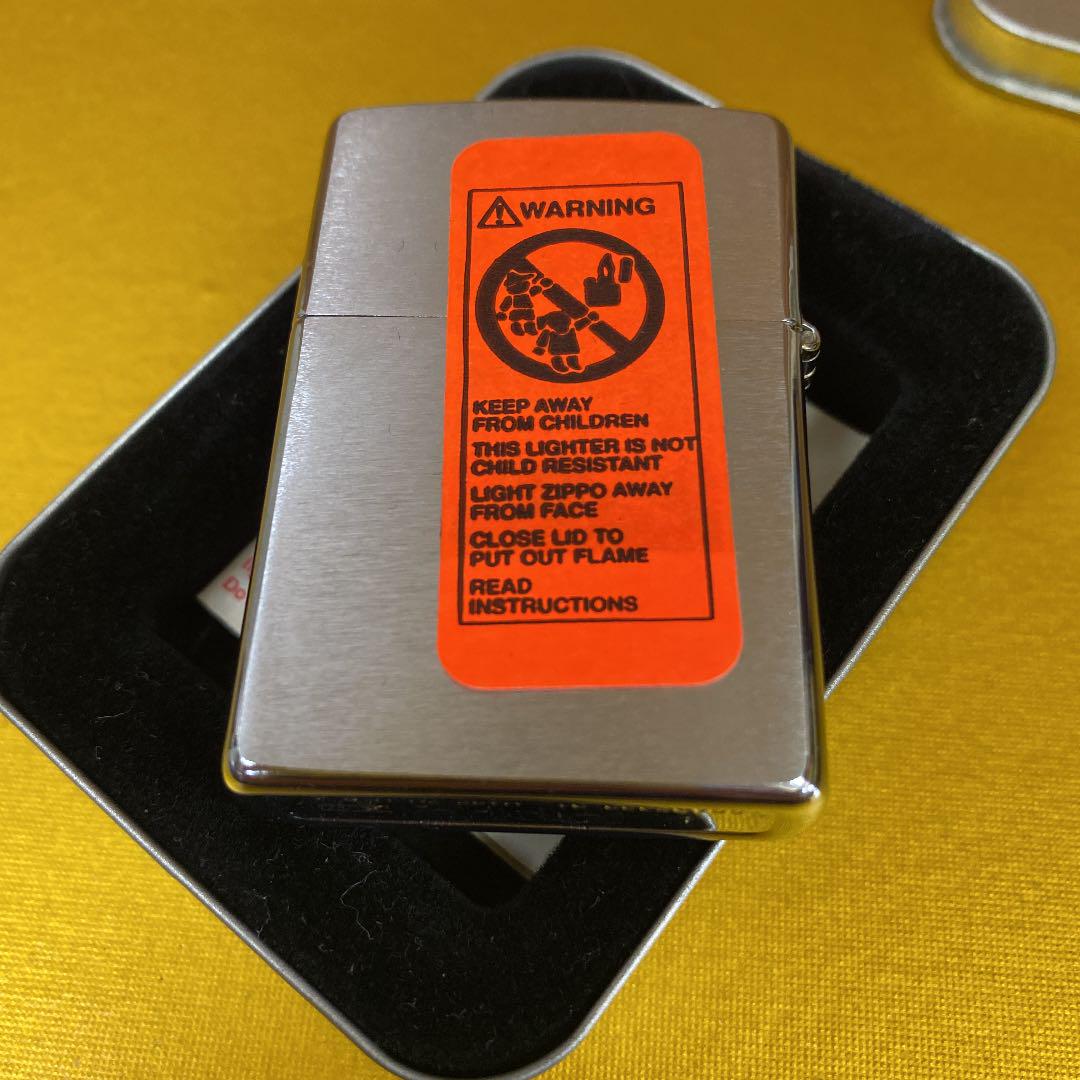 WARNING
KEEP AWAY
FROM CHILDREN
THIS LIGHTER IS NOT
CHILD RESISTANT
LIGHT ZIPPO AWAY
FROM FACE
CLOSE LID TO
PUT OUT FLAME
READ
INSTRUCTIONS
Do